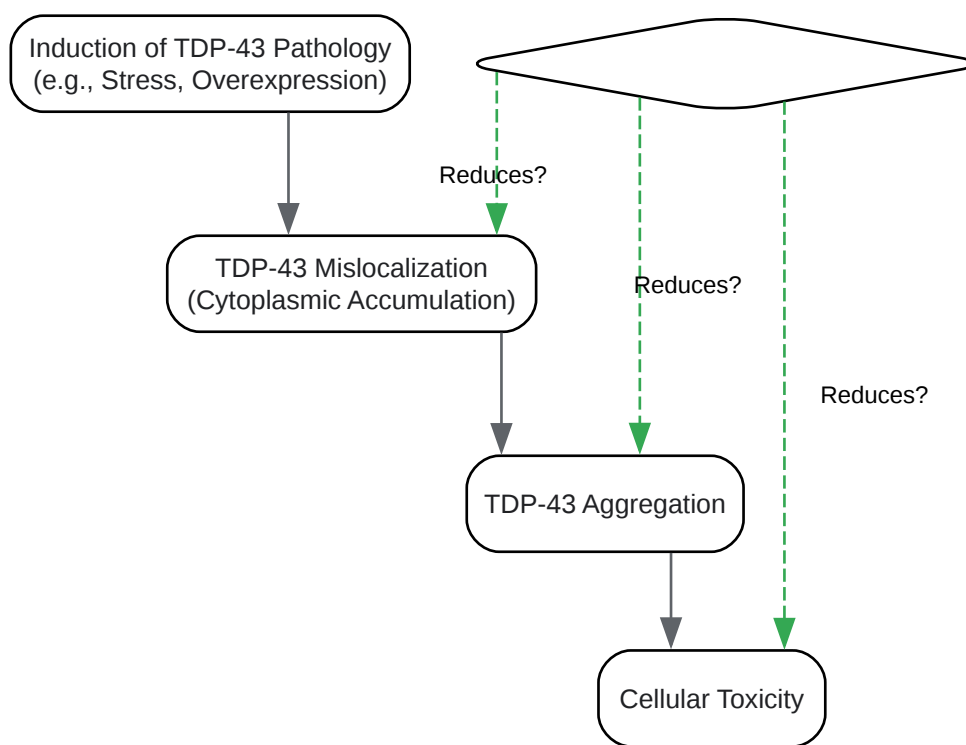 Induction of TDP-43 Pathology
(e.g., Stress, Overexpression)
Reduces?
TDP-43 Mislocalization
(Cytoplasmic Accumulation)
Reduces?
Reduces?
TDP-43 Aggregation
Cellular Toxicity